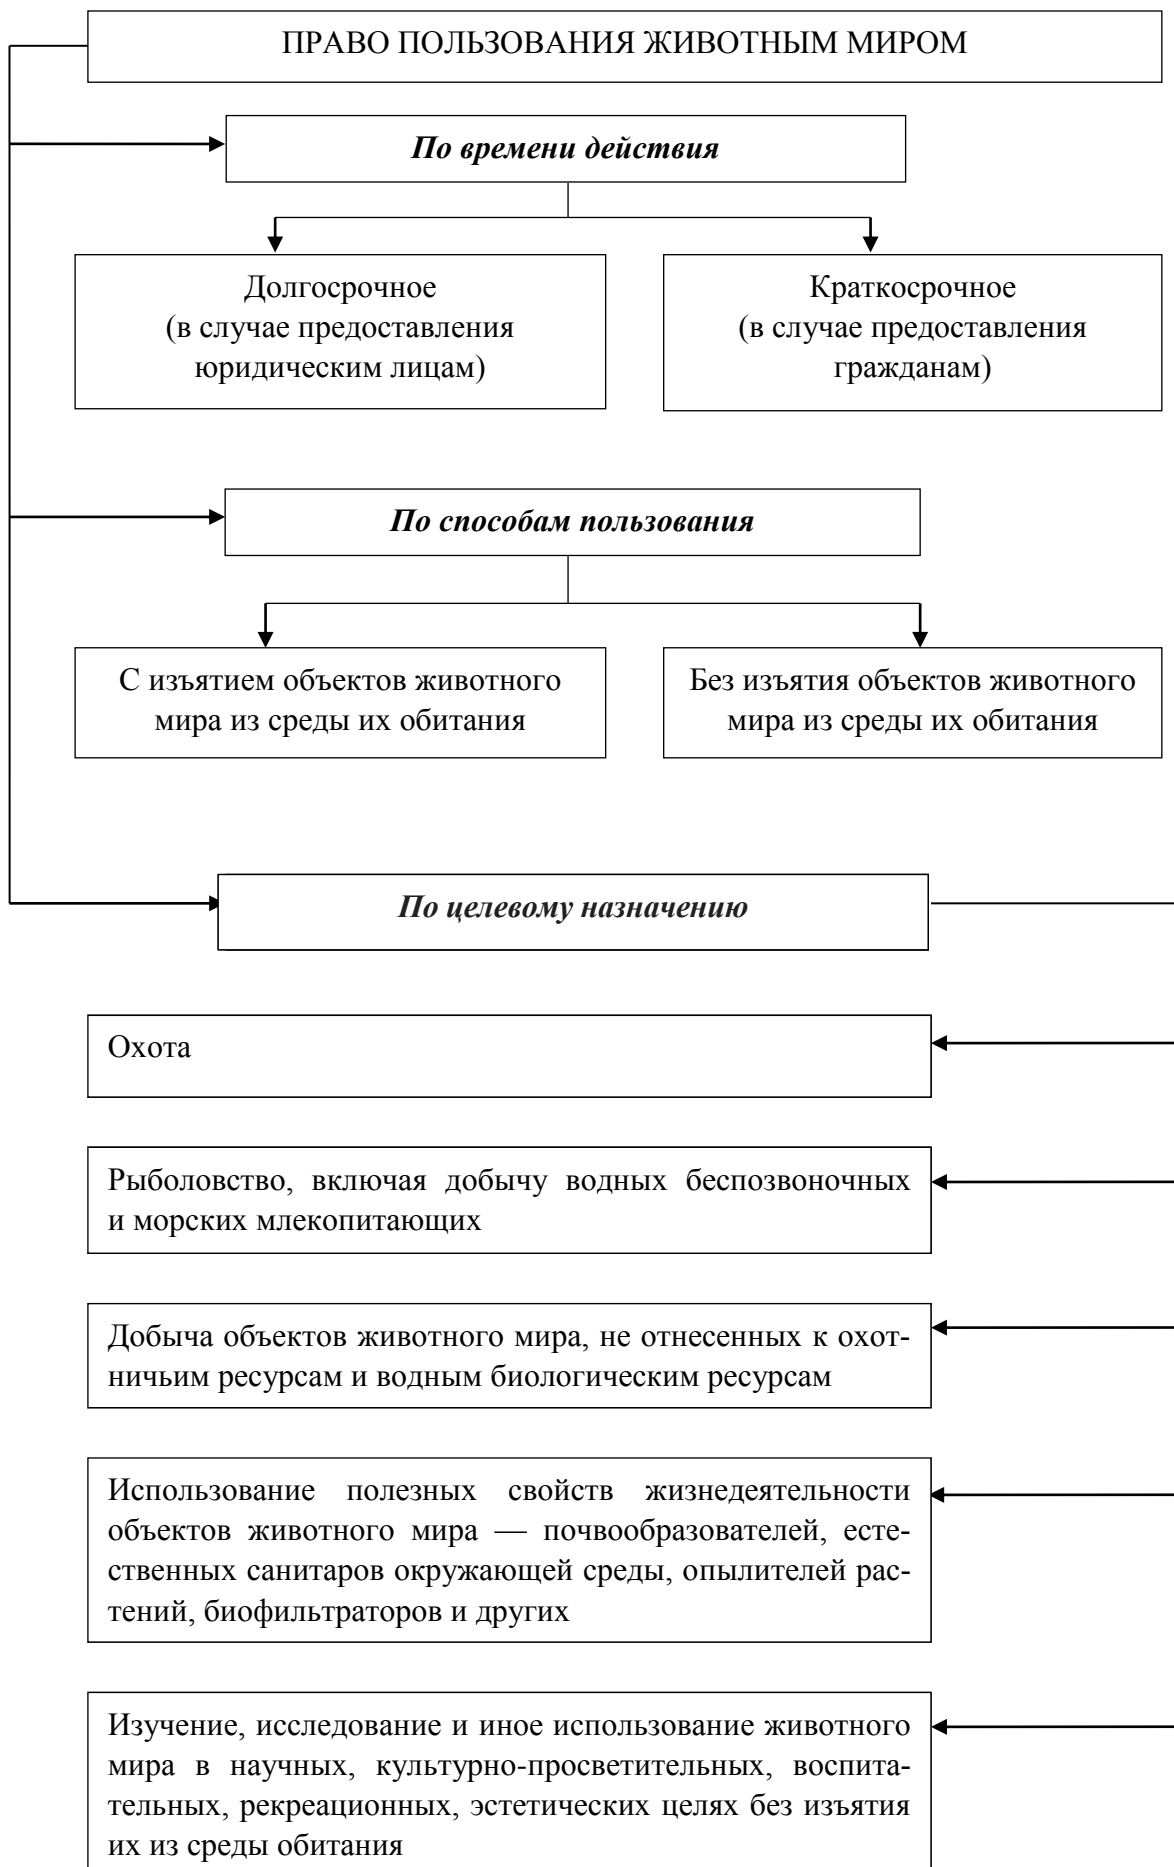 ПРАВО ПОЛЬЗОВАНИЯ ЖИВОТНЫМ МИРОМ
По времени действия
Долгосрочное
(в случае предоставления
юридическим лицам)
Краткосрочное
(в случае предоставления
гражданам)
По способам пользования
С изъятием объектов животного
мира из среды их обитания
Без изъятия объектов животного
мира из среды их обитания
По целевому назначению
Охота
Рыболовство, включая добычу водных беспозвоночных
и морских млекопитающих
Добыча объектов животного мира, не отнесенных к охот-
ничьим ресурсам и водным биологическим ресурсам
Использование полезных свойств жизнедеятельности
объектов животного мира — почвообразователей, есте-
ственных санитаров окружающей среды, опылителей рас-
тений, биофильтраторов и других
Изучение, исследование и иное использование животного
мира в научных, культурно-просветительных, воспита-
тельных, рекреационных, эстетических целях без изъятия
их из среды обитания